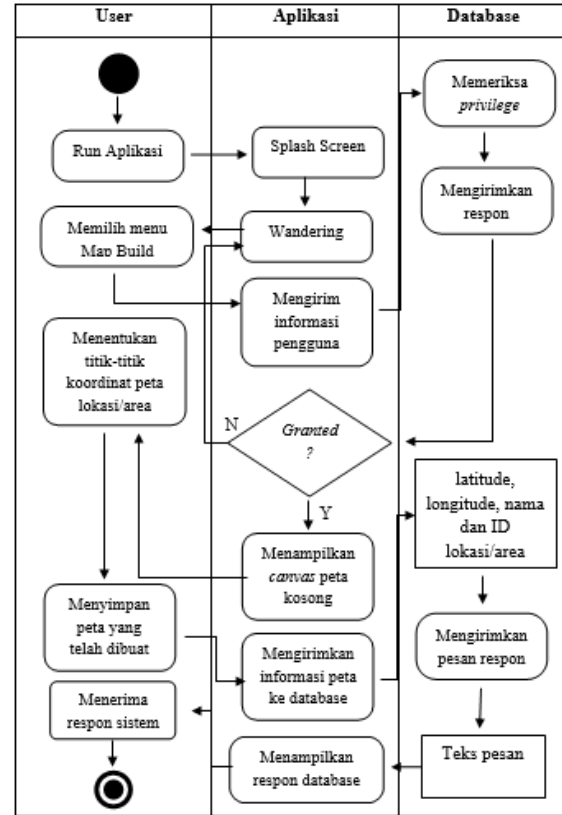 User
Aplikasi
Database
Run Aplikasi
Splash Screen
Memeriksa
privilege
Mengirimkan
respon
Memilih menu
Map Build
Wandering
Mengirim
informasi
pengguna
Menentukan
titik-titik
koordinat peta
lokasi/area
N
Granted
?
Y
latitude,
longitude, nama
dan ID
lokasi/area
Menampilkan
canvas peta
kosong
Menyimpan
peta yang
telah dibuat
Mengirimkan
informasi peta
ke database
Mengirimkan
pesan respon
Menerima
respon sistem
Menampilkan
respon database
Teks pesan